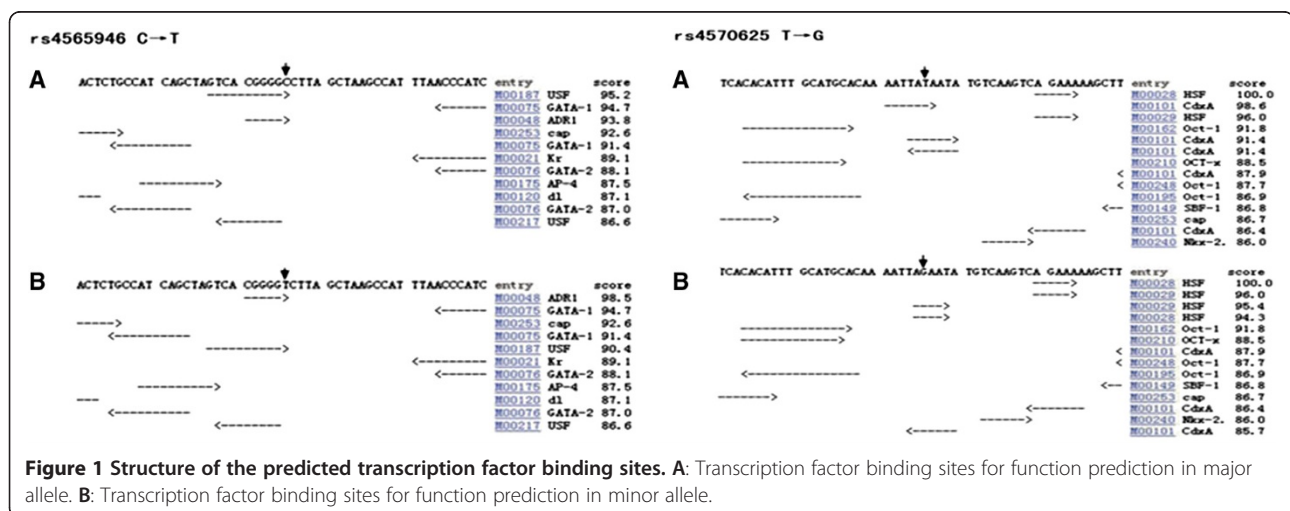 rs4565946 C→T
A
ACTCTGCCAT CAGCTAGTCA CGGGGCCTTA GCTAAGCCAT TTAACCCATC entry score
M00187 USF 95.2
M00075 GATA-1 94.7
M00048 ADR1 93.8
M00253 cap 92.6
M00075 GATA-1 91.4
M00021 Kr 89.1
M00076 GATA-2 88.1
M00175 AP-4 87.5
M00120 dl 87.1
M00076 GATA-2 87.0
M00217 USF 86.6
B
ACTCTGCCAT CAGCTAGTCA CGGGGTCTTA GCTAAGCCAT TTAACCCATC entry score
M00048 ADR1 98.5
M00075 GATA-1 94.7
M00253 cap 92.6
M00075 GATA-1 91.4
M00187 USF 90.4
M00021 Kr 89.1
M00076 GATA-2 88.1
M00175 AP-4 87.5
M00120 dl 87.1
M00076 GATA-2 87.0
M00217 USF 86.6
rs4570625 T→G
A
TCACACATTT GCATGCACAA AATTATAATA TGTCAAGTCA GAAAAAGCTT entry score
M00028 HSF 100.0
M00101 CdxA 98.6
M00029 HSF 96.0
M00162 Oct-1 91.8
M00101 CdxA 91.4
M00101 CdxA 91.4
M00210 OCT-x 88.5
M00101 CdxA 87.9
M00248 Oct-1 87.7
M00195 Oct-1 86.9
M00149 SBF-1 86.8
M00253 cap 86.7
M00101 CdxA 86.4
M00240 Nkx-2. 86.0
B
TCACACATTT GCATGCACAA AATTAGAATA TGTCAAGTCA GAAAAAGCTT entry score
M00028 HSF 100.0
M00029 HSF 96.0
M00029 HSF 95.4
M00028 HSF 94.3
M00162 Oct-1 91.8
M00210 OCT-x 88.5
M00101 CdxA 87.9
M00248 Oct-1 87.7
M00195 Oct-1 86.9
M00149 SBF-1 86.8
M00253 cap 86.7
M00101 CdxA 86.4
M00240 Nkx-2. 86.0
M00101 CdxA 85.7
Figure 1 Structure of the predicted transcription factor binding sites. A: Transcription factor binding sites for function prediction in major
allele. B: Transcription factor binding sites for function prediction in minor allele.